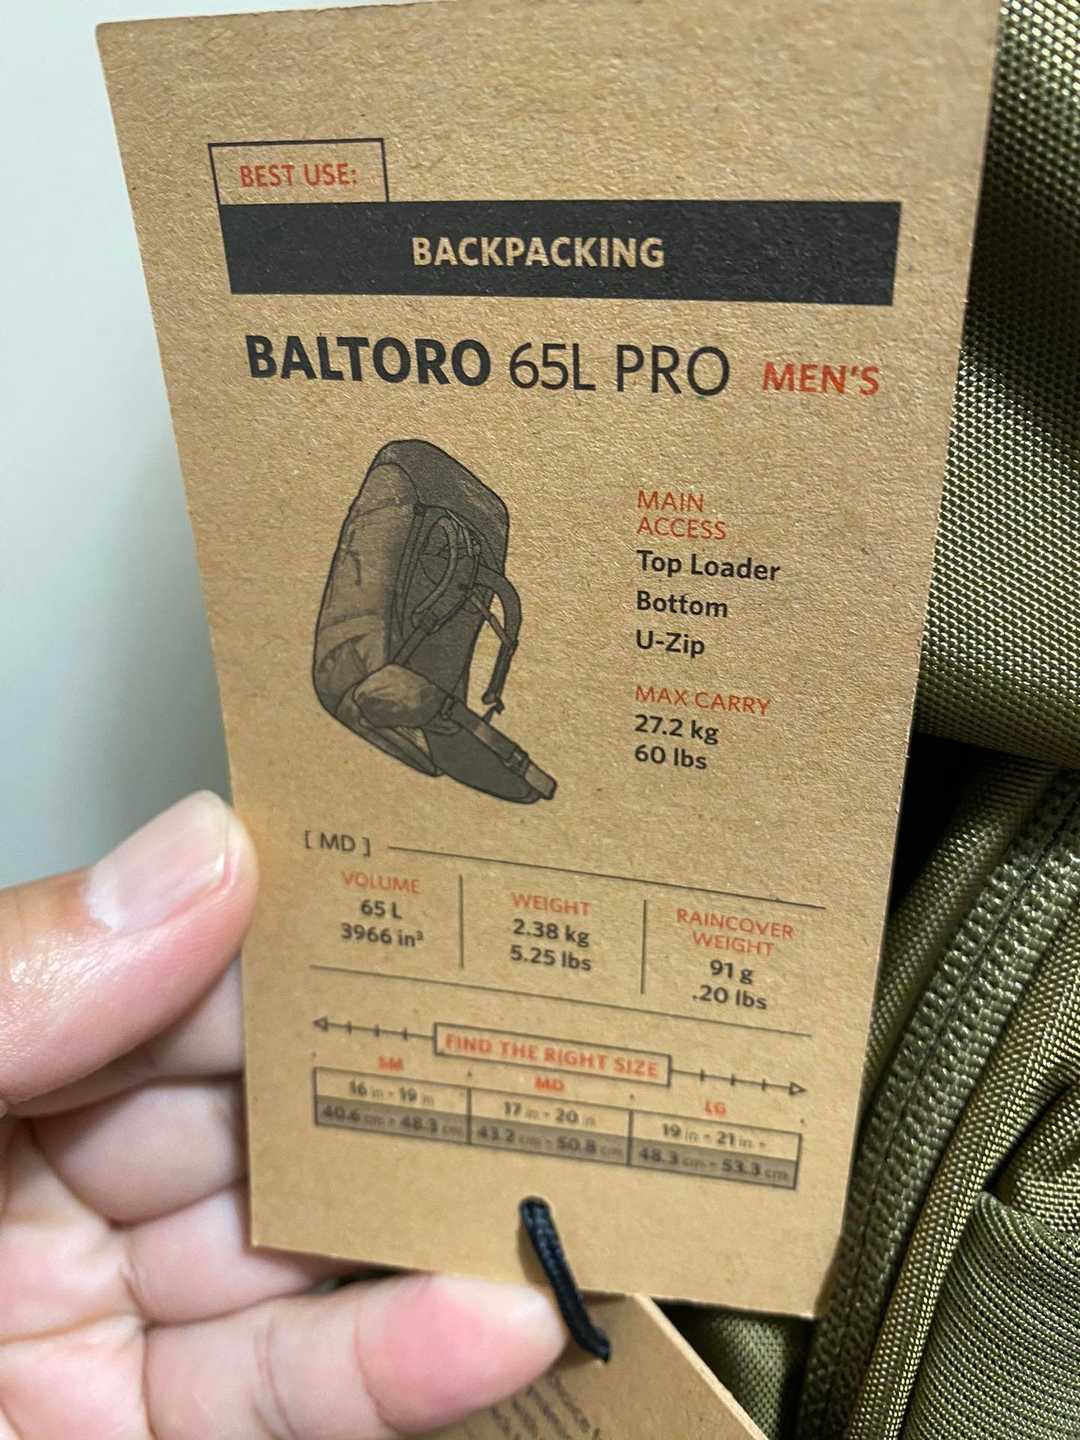 BEST USE:
BACKPACKING
BALTORO 65L PRO MEN'S
MAIN
ACCESS
Top Loader
Bottom
U-Zip
MAX CARRY
27.2 kg
60 lbs
[ MD ]
VOLUME
65 L
3966 in³
WEIGHT
2.38 kg
5.25 lbs
RAINCOVER
WEIGHT
91 g
.20 lbs
FIND THE RIGHT SIZE
SM
16 in - 19 in
40.6 cm - 48.3 cm
MD
17 in - 20 in
43.2 cm - 50.8 cm
LG
19 in - 21 in +
48.3 cm - 53.3 cm